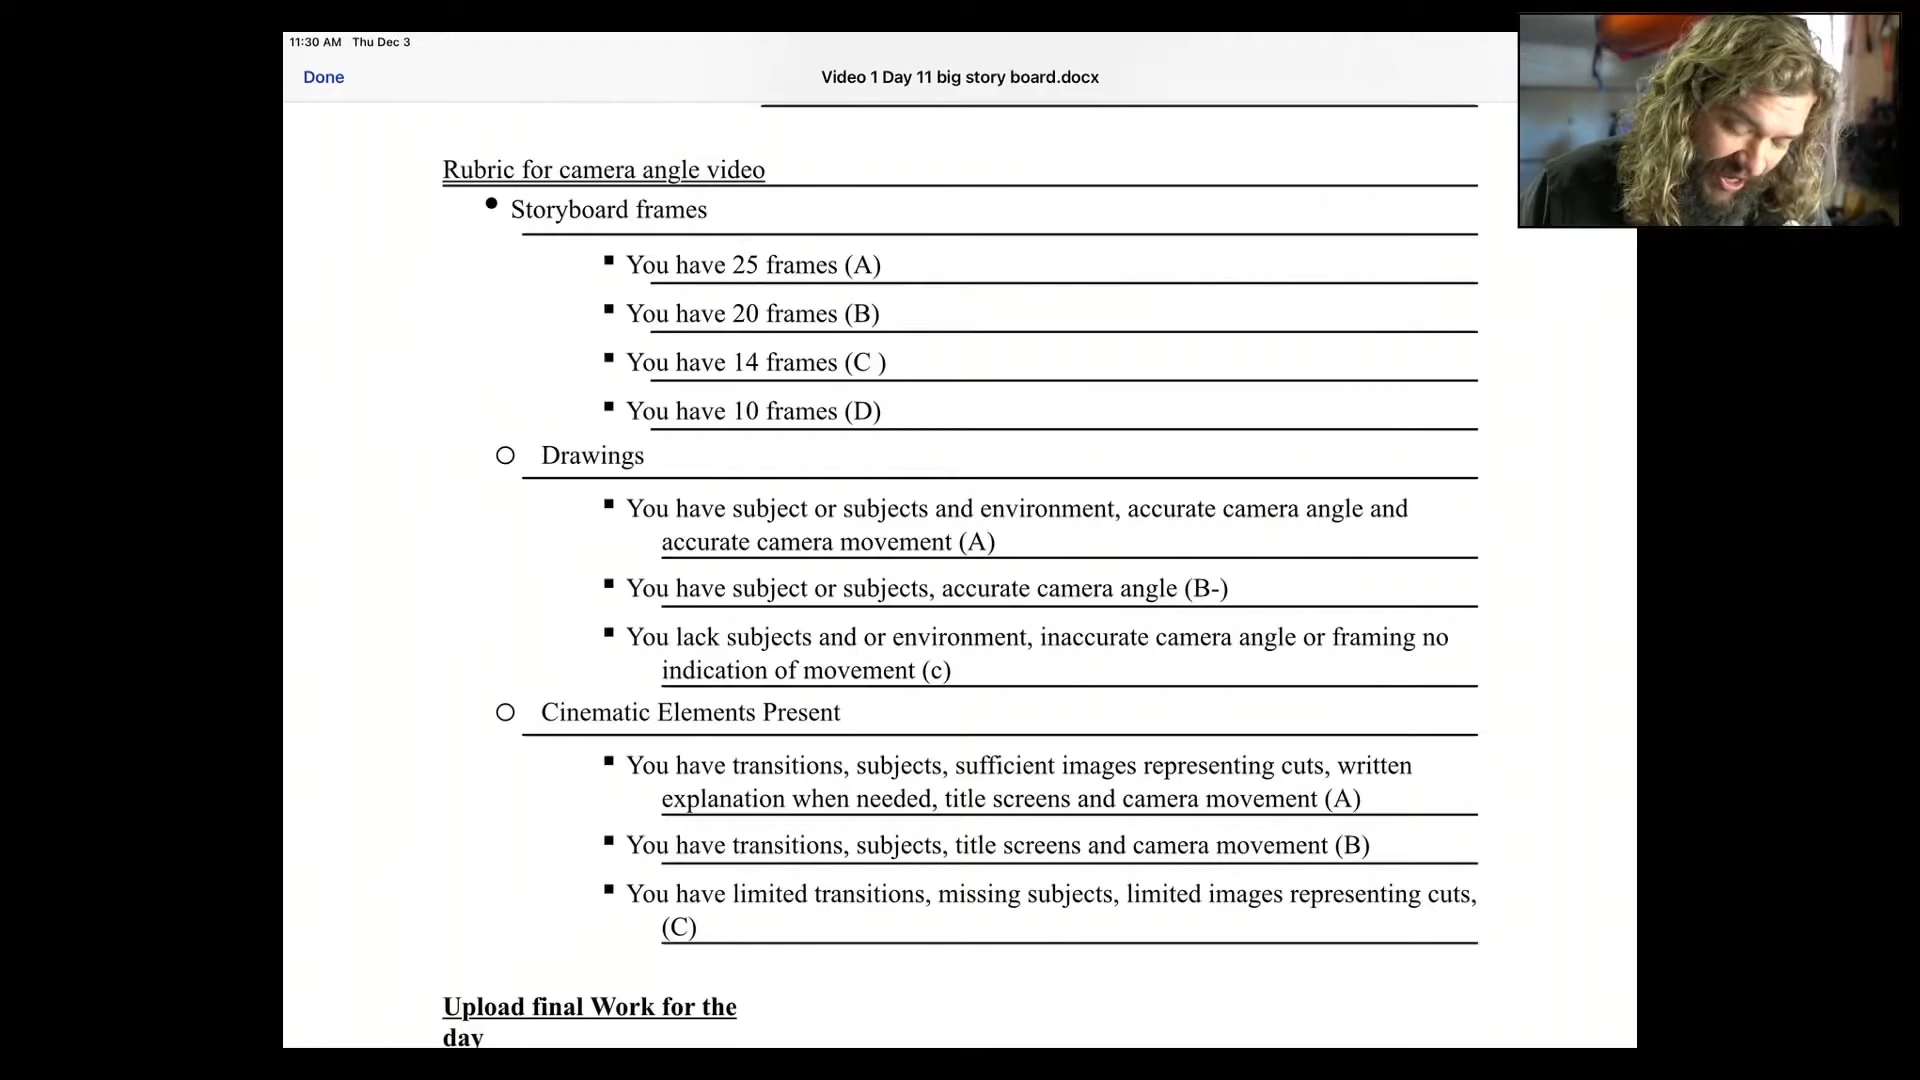 11:30 AM Thu Dec 3
Done
Video 1 Day 11 big story board.docx
Rubric for camera angle video
Storyboard frames
You have 25 frames (A)
You have 20 frames (B)
You have 14 frames (C )
You have 10 frames (D)
Drawings
You have subject or subjects and environment, accurate camera angle and
accurate camera movement (A)
You have subject or subjects, accurate camera angle (B-)
You lack subjects and or environment, inaccurate camera angle or framing no
indication of movement (c)
Cinematic Elements Present
You have transitions, subjects, sufficient images representing cuts, written
explanation when needed, title screens and camera movement (A)
You have transitions, subjects, title screens and camera movement (B)
You have limited transitions, missing subjects, limited images representing cuts,
(C)
Upload final Work for the
day